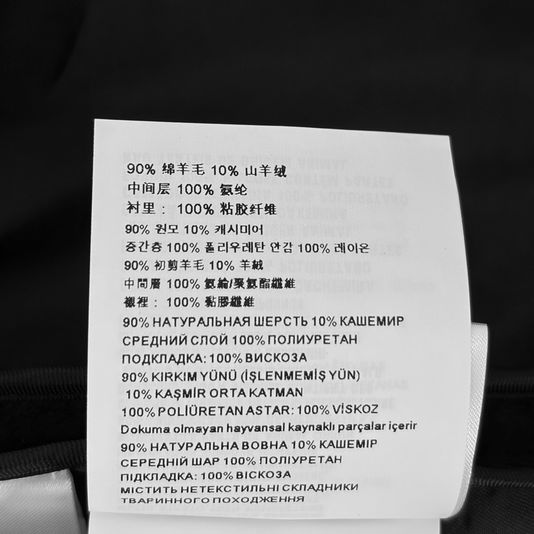 90% 绵羊毛 10% 山羊绒
中间层 100% 氨纶
衬里： 100% 粘胶纤维
90% 원모 10% 캐시미어
중간층 100% 폴리우레탄 안감 100% 레이온
90% 初剪羊毛 10% 羊絨
中間層 100% 氨綸/聚氨酯纖維
襯裡： 100% 黏膠纖維
90% НАТУРАЛЬНАЯ ШЕРСТЬ 10% КАШЕМИР
СРЕДНИЙ СЛОЙ 100% ПОЛИУРЕТАН
ПОДКЛАДКА: 100% ВИСКОЗА
90% KIRKIM YÜNÜ (İŞLENMEMİŞ YÜN)
10% KAŞMİR ORTA KATMAN
100% POLİÜRETAN ASTAR: 100% VİSKOZ
Dokuma olmayan hayvansal kaynaklı parçalar içerir
90% НАТУРАЛЬНА ВОВНА 10% КАШЕМІР
СЕРЕДНІЙ ШАР 100% ПОЛІУРЕТАН
ПІДКЛАДКА: 100% ВІСКОЗА
МІСТИТЬ НЕТЕКСТИЛЬНІ СКЛАДНИКИ
ТВАРИННОГО ПОХОДЖЕННЯ